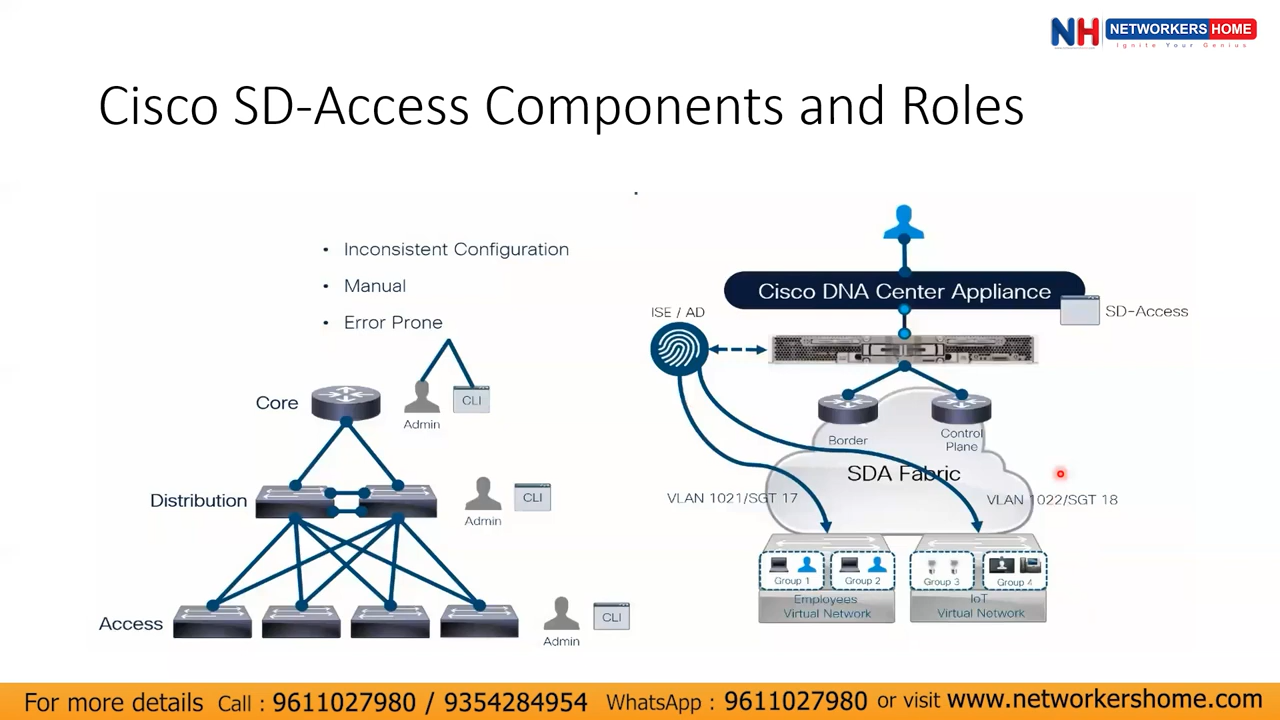 NH NETWORKERS HOME
Ignite Your Genius
Cisco SD-Access Components and Roles
• Inconsistent Configuration
• Manual
• Error Prone
Core
Admin
CLI
Distribution
Admin
CLI
Access
Admin
CLI
Cisco DNA Center Appliance
SD-Access
ISE / AD
Border
Control
Plane
SDA Fabric
VLAN 1021/SGT 17
VLAN 1022/SGT 18
Group 1
Group 2
Group 3
Group 4
Employees
Virtual Network
IoT
Virtual Network
For more details Call : 9611027980 / 9354284954 WhatsApp : 9611027980 or visit www.networkershome.com